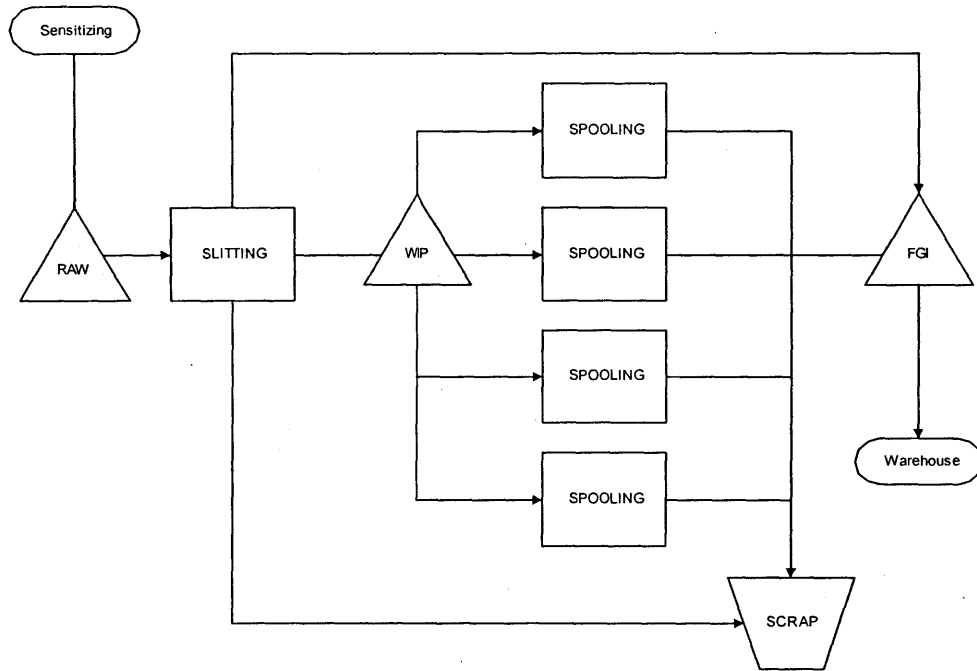 Sensitizing
SPOOLING
RAW
SLITTING
WIP
SPOOLING
FGI
SPOOLING
Warehouse
SPOOLING
SCRAP